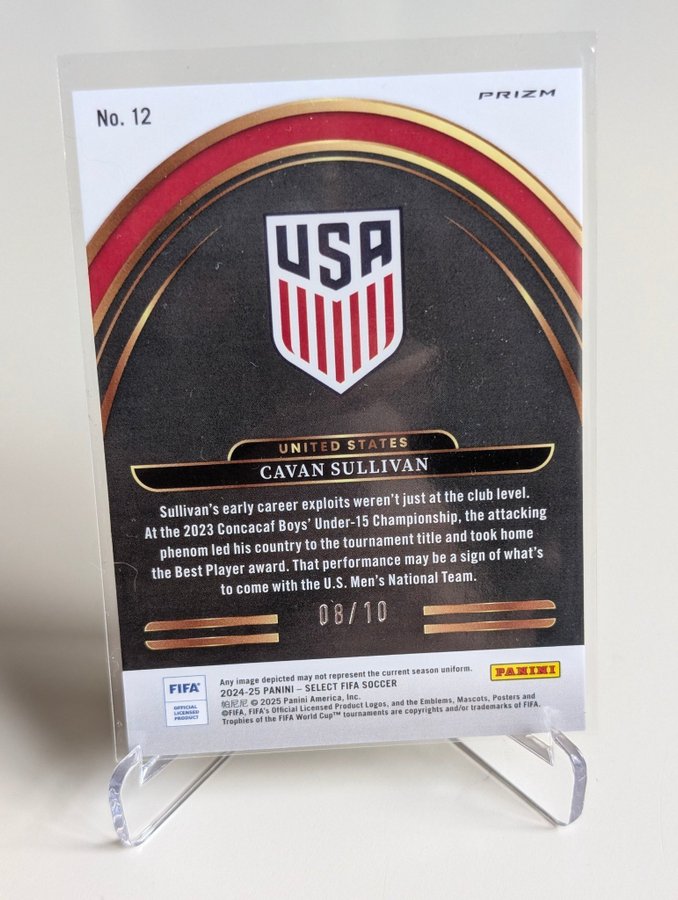 No. 12
PRIZM
USA
UNITED STATES
CAVAN SULLIVAN
Sullivan's early career exploits weren't just at the club level.
At the 2023 Concacaf Boys' Under-15 Championship, the attacking
phenom led his country to the tournament title and took home
the Best Player award. That performance may be a sign of what's
to come with the U.S. Men's National Team.
08/10
FIFA®
OFFICIAL
LICENSED
PRODUCT
Any image depicted may not represent the current season uniform.
2024-25 PANINI – SELECT FIFA SOCCER
帕尼尼 © 2025 Panini America, Inc.
©FIFA, FIFA's Official Licensed Product Logos, and the Emblems, Mascots, Posters and
Trophies of the FIFA World Cup™ tournaments are copyrights and/or trademarks of FIFA.
PANINI